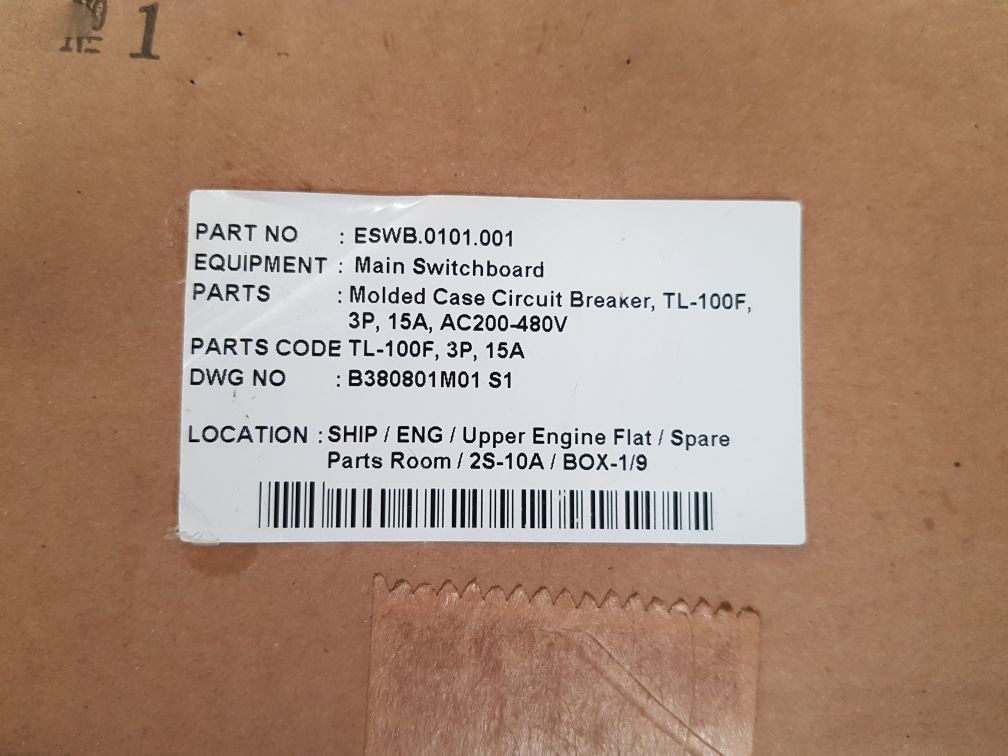 1
PART NO : ESWB.0101.001
EQUIPMENT : Main Switchboard
PARTS : Molded Case Circuit Breaker, TL-100F,
3P, 15A, AC200-480V
PARTS CODE TL-100F, 3P, 15A
DWG NO : B380801M01 S1
LOCATION : SHIP / ENG / Upper Engine Flat / Spare
Parts Room / 2S-10A / BOX-1/9